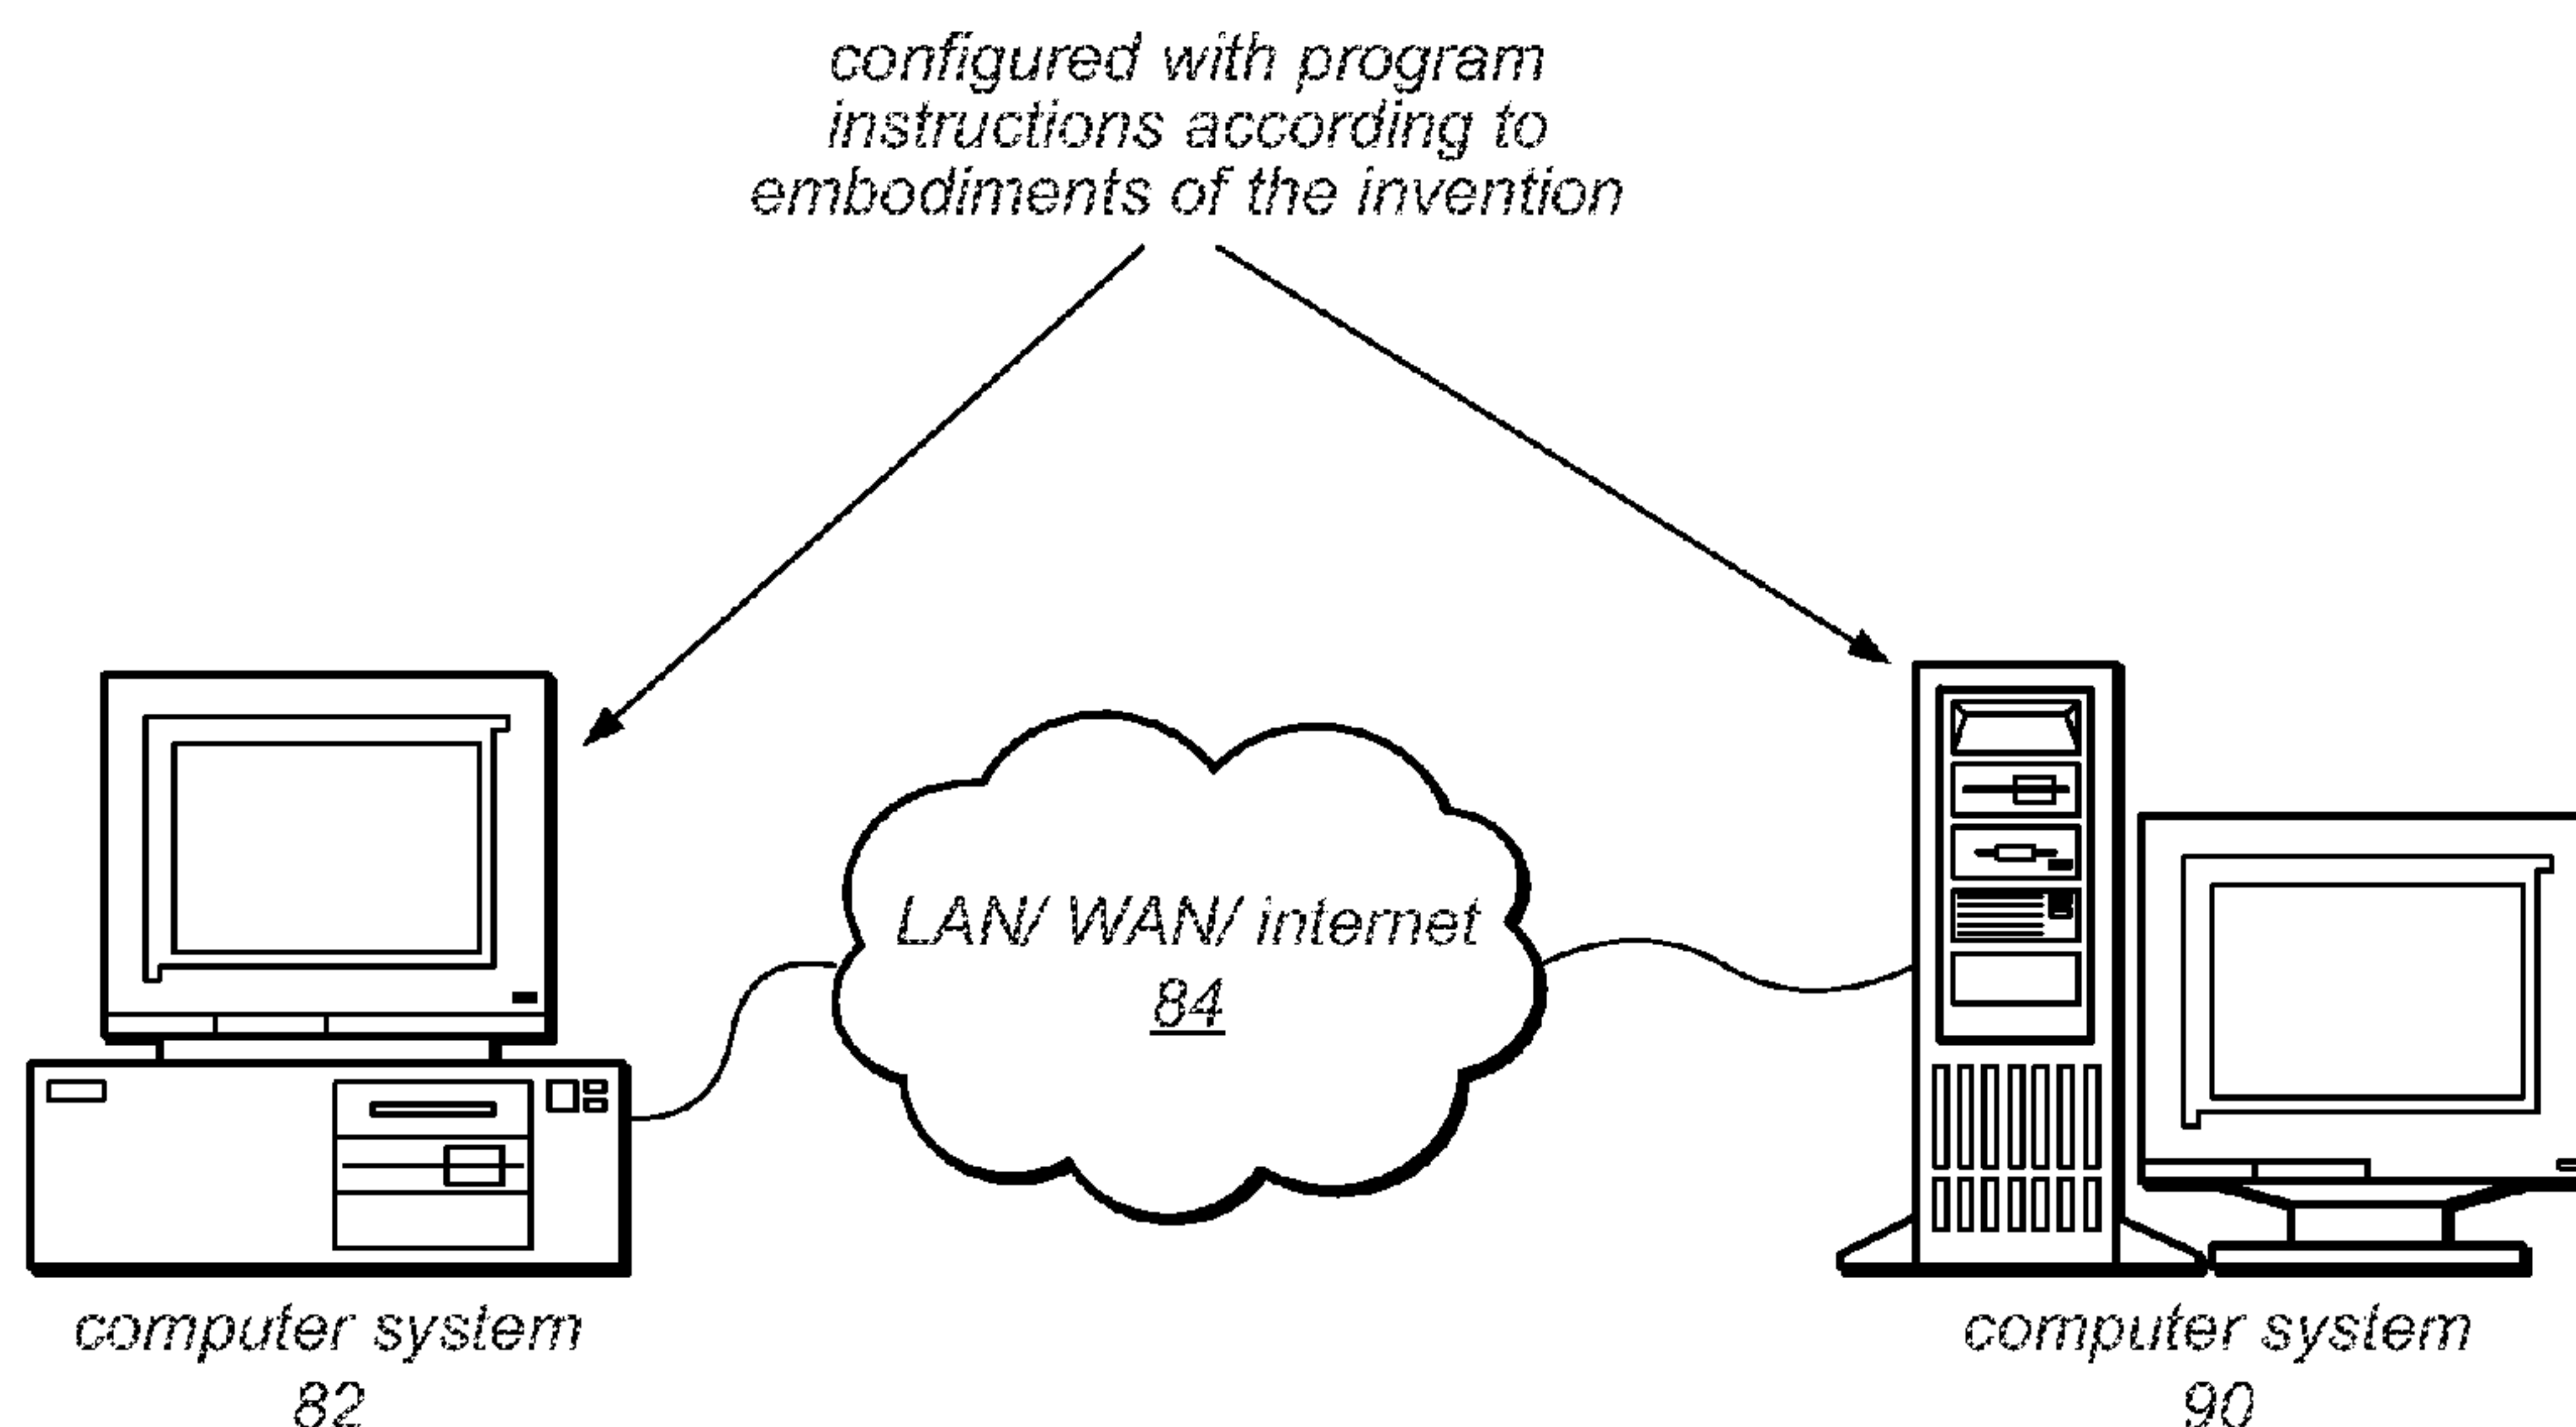 configured with program
instructions according to
embodiments of the invention
LAN/ WAN/ internet
84
computer system
82
computer system
90